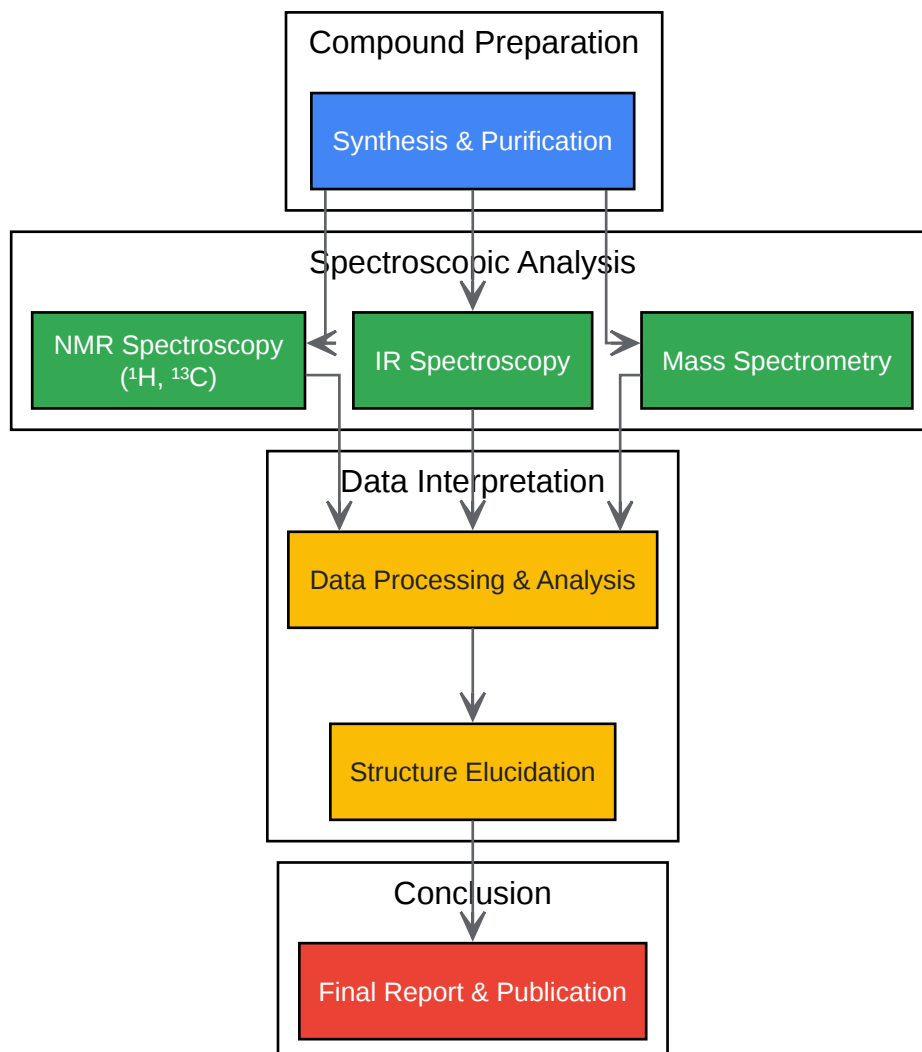 Compound Preparation
Synthesis & Purification
Spectroscopic Analysis
NMR Spectroscopy
(¹H, ¹³C)
IR Spectroscopy
Mass Spectrometry
Data Interpretation
Data Processing & Analysis
Structure Elucidation
Conclusion
Final Report & Publication